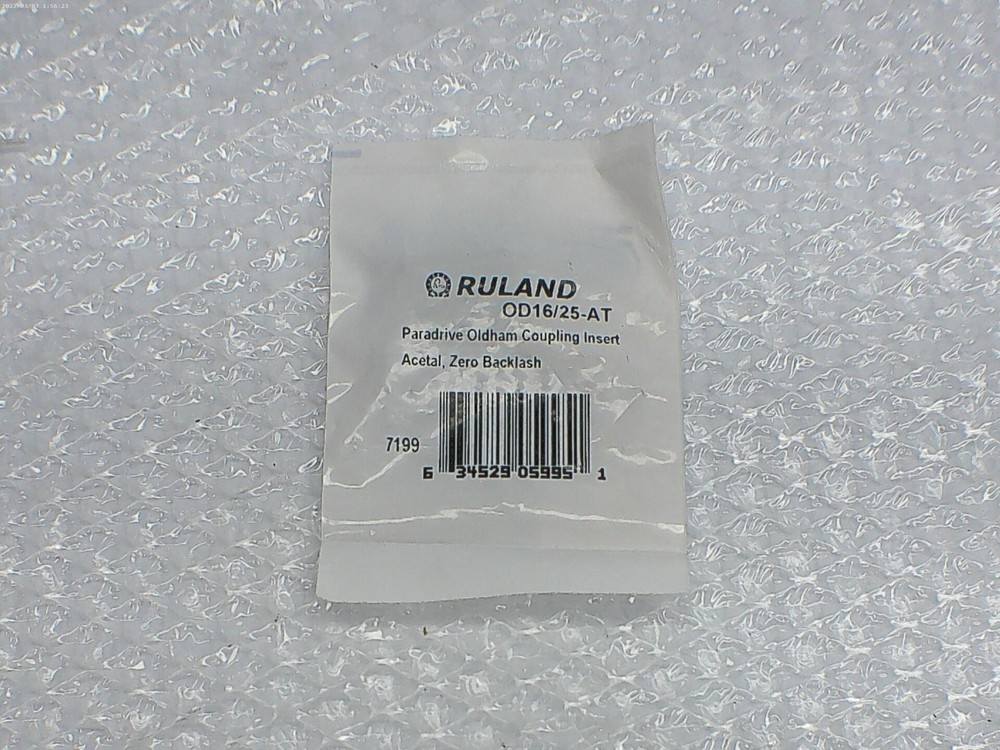 RULAND
OD16/25-AT
Paradrive Oldham Coupling Insert
Acetal, Zero Backlash
7199
6 34529 05995 1